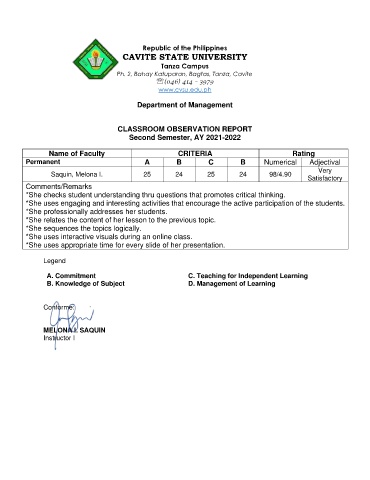 Republic of the Philippines
CAVITE STATE UNIVERSITY
Tanza Campus
Ph. 2, Bahay Katuparan, Bagtas, Tanza, Cavite
☏(046) 414 - 3979
www.cvsu.edu.ph
Department of Management
CLASSROOM OBSERVATION REPORT
Second Semester, AY 2021-2022
Name of Faculty CRITERIA Rating
Permanent A B C B Numerical Adjectival
Saquin, Melona I. 25 24 25 24 98/4.90 Very Satisfactory
Comments/Remarks
*She checks student understanding thru questions that promotes critical thinking.
*She uses engaging and interesting activities that encourage the active participation of the students.
*She professionally addresses her students.
*She relates the content of her lesson to the previous topic.
*She sequences the topics logically.
*She uses interactive visuals during an online class.
*She uses appropriate time for every slide of her presentation.
Legend
A. Commitment C. Teaching for Independent Learning
B. Knowledge of Subject D. Management of Learning
Conforme:
MELONA I. SAQUIN
Instructor I